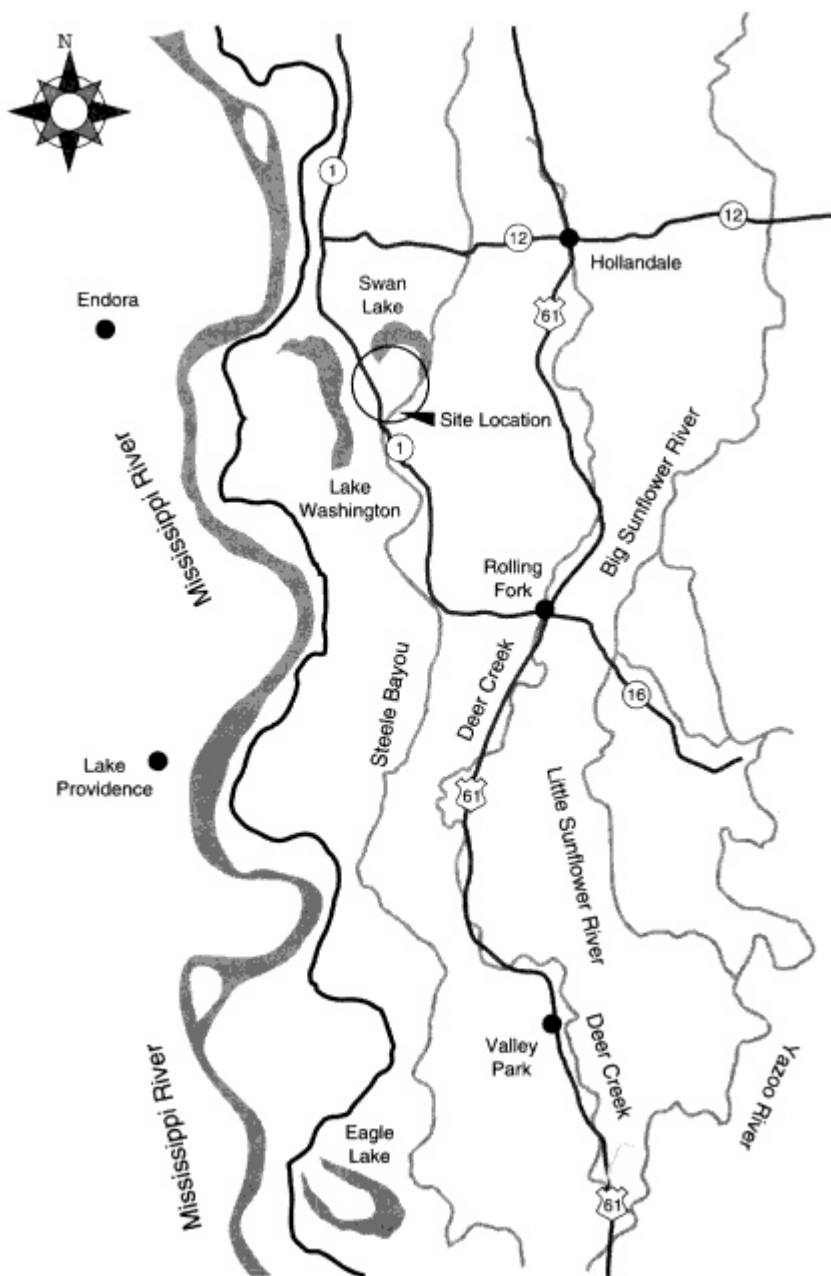 N
1
12
12
Hollandale
Swan
Lake
Endora
61
Site Location
1
Lake
Washington
Mississippi River
Big Sunflower River
Rolling
Fork
Deer Creek
Steele Bayou
16
Lake
Providence
61
Little Sunflower River
Valley
Park
Deer Creek
Yazoo River
Mississippi River
Eagle
Lake
61